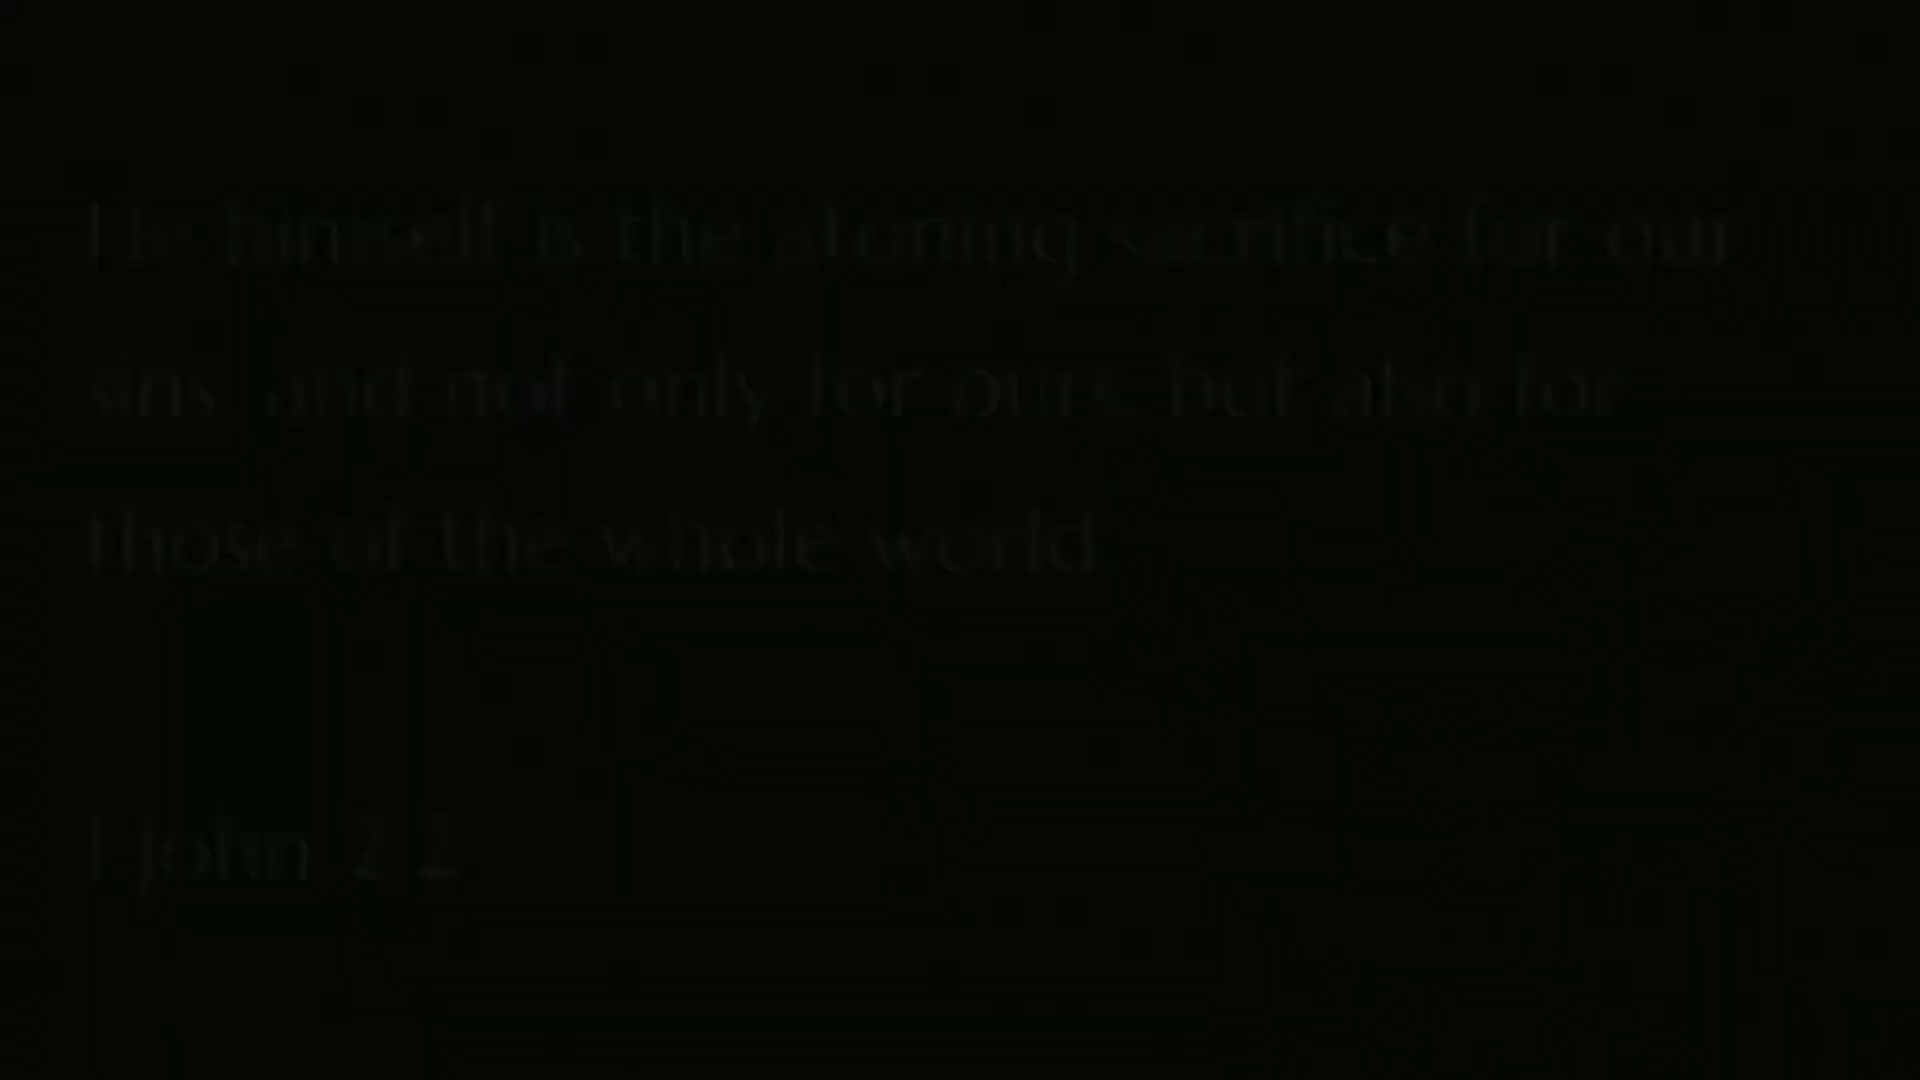 He himself is the atoning sacrifice for our
sins, and not only for ours, but also for
those of the whole world.
I John 2:2